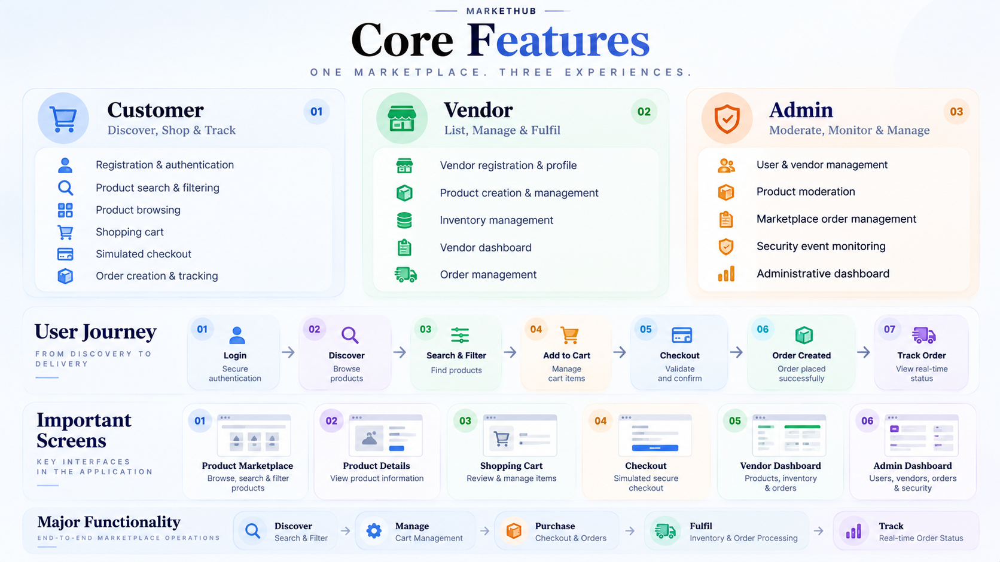 MARKETHUB
Core Features
ONE MARKETPLACE. THREE EXPERIENCES.
Customer
01
Discover, Shop & Track
Registration & authentication
Product search & filtering
Product browsing
Shopping cart
Simulated checkout
Order creation & tracking
Vendor
02
List, Manage & Fulfil
Vendor registration & profile
Product creation & management
Inventory management
Vendor dashboard
Order management
Admin
03
Moderate, Monitor & Manage
User & vendor management
Product moderation
Marketplace order management
Security event monitoring
Administrative dashboard
User Journey
FROM DISCOVERY TO
DELIVERY
01
Login
Secure
authentication
02
Discover
Browse
products
03
Search & Filter
Find products
04
Add to Cart
Manage
cart items
05
Checkout
Validate
and confirm
06
Order Created
Order placed
successfully
07
Track Order
View real-time
status
Important
Screens
KEY INTERFACES
IN THE APPLICATION
01
Product Marketplace
Browse, search & filter
products
02
Product Details
View product information
03
Shopping Cart
Review & manage items
04
Checkout
Simulated secure
checkout
05
Vendor Dashboard
Products, inventory
& orders
06
Admin Dashboard
Users, vendors, orders
& security
Major Functionality
END-TO-END MARKETPLACE OPERATIONS
Discover
Search & Filter
Manage
Cart Management
Purchase
Checkout & Orders
Fulfil
Inventory & Order Processing
Track
Real-time Order Status